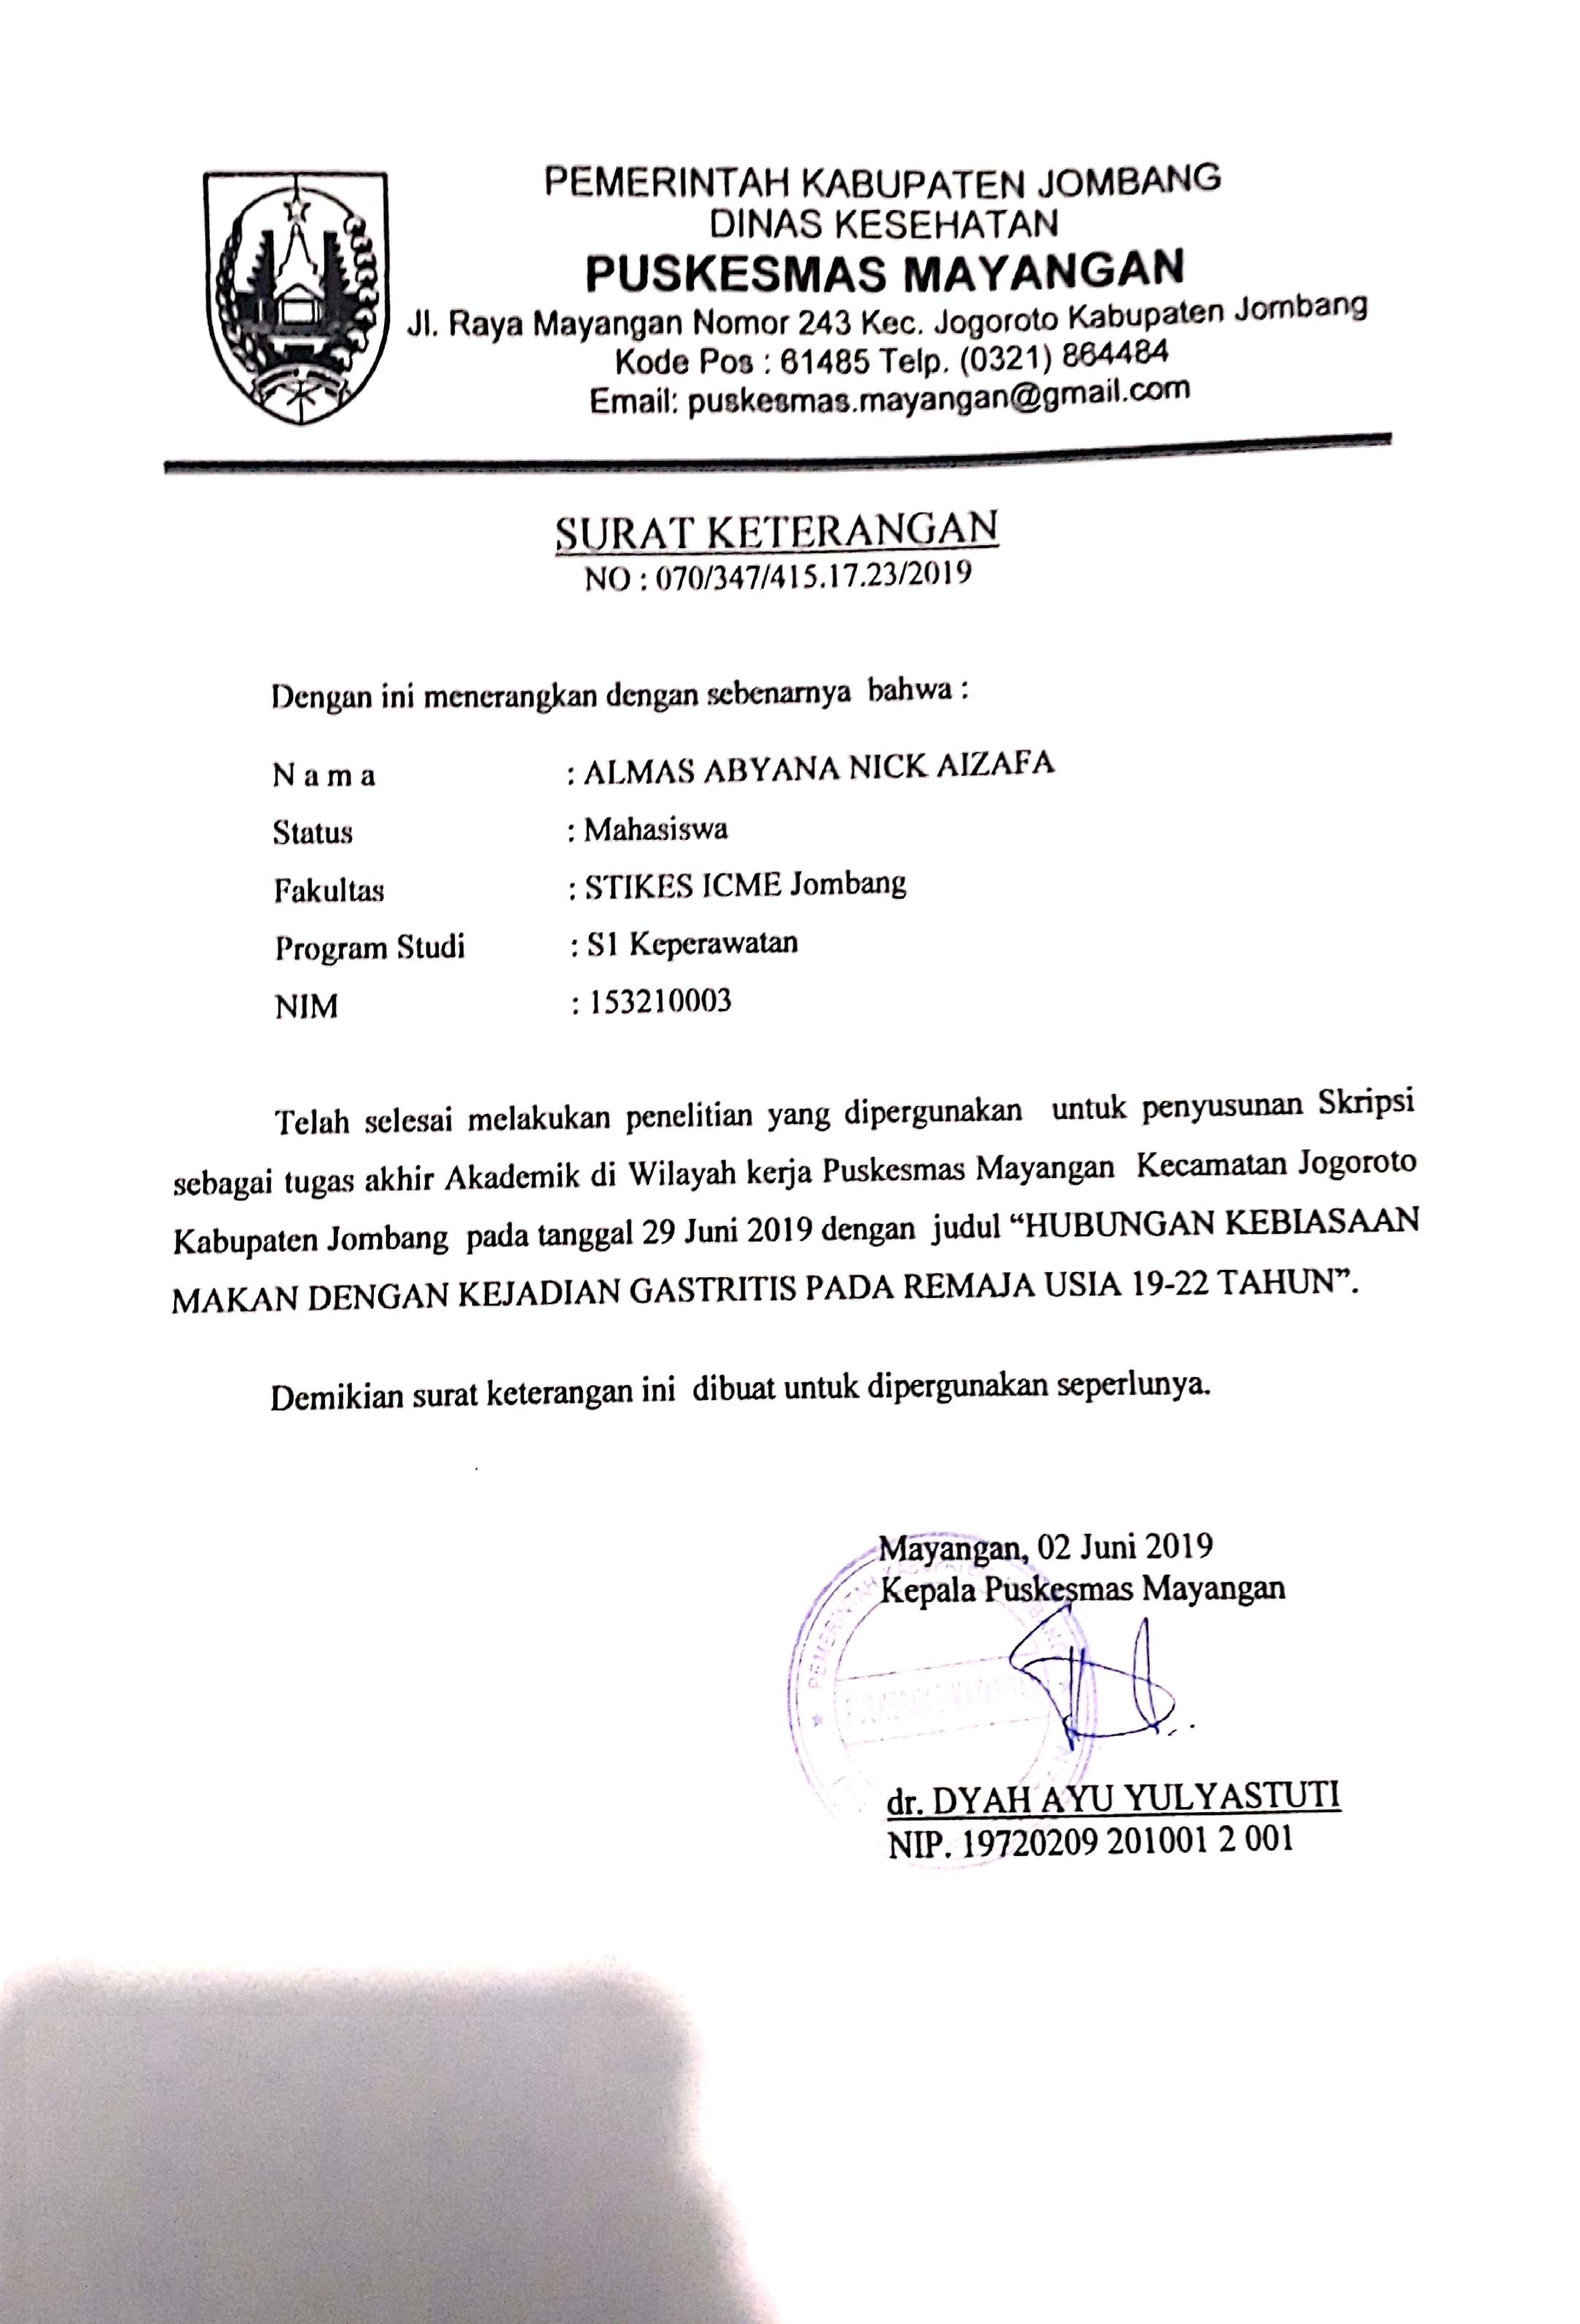 PEMERINTAH KABUPATEN JOMBANG
DINAS KESEHATAN
PUSKESMAS MAYANGAN
Jl. Raya Mayangan Nomor 243 Kec. Jogoroto Kabupaten Jombang
Kode Pos : 61485 Telp. (0321) 864484
Email: puskesmas.mayangan@gmail.com
SURAT KETERANGAN
NO : 070/347/415.17.23/2019
Dengan ini menerangkan dengan sebenarnya bahwa :
N a m a : ALMAS ABYANA NICK AIZAFA
Status : Mahasiswa
Fakultas : STIKES ICME Jombang
Program Studi : S1 Keperawatan
NIM : 153210003
Telah selesai melakukan penelitian yang dipergunakan untuk penyusunan Skripsi
sebagai tugas akhir Akademik di Wilayah kerja Puskesmas Mayangan Kecamatan Jogoroto
Kabupaten Jombang pada tanggal 29 Juni 2019 dengan judul “HUBUNGAN KEBIASAAN
MAKAN DENGAN KEJADIAN GASTRITIS PADA REMAJA USIA 19-22 TAHUN”.
Demikian surat keterangan ini dibuat untuk dipergunakan seperlunya.
Mayangan, 02 Juni 2019
Kepala Puskesmas Mayangan
PEMERINTAH KABUPATEN JOMBANG
PUSKESMAS MAYANGAN
dr. DYAH AYU YULYASTUTI
NIP. 19720209 201001 2 001